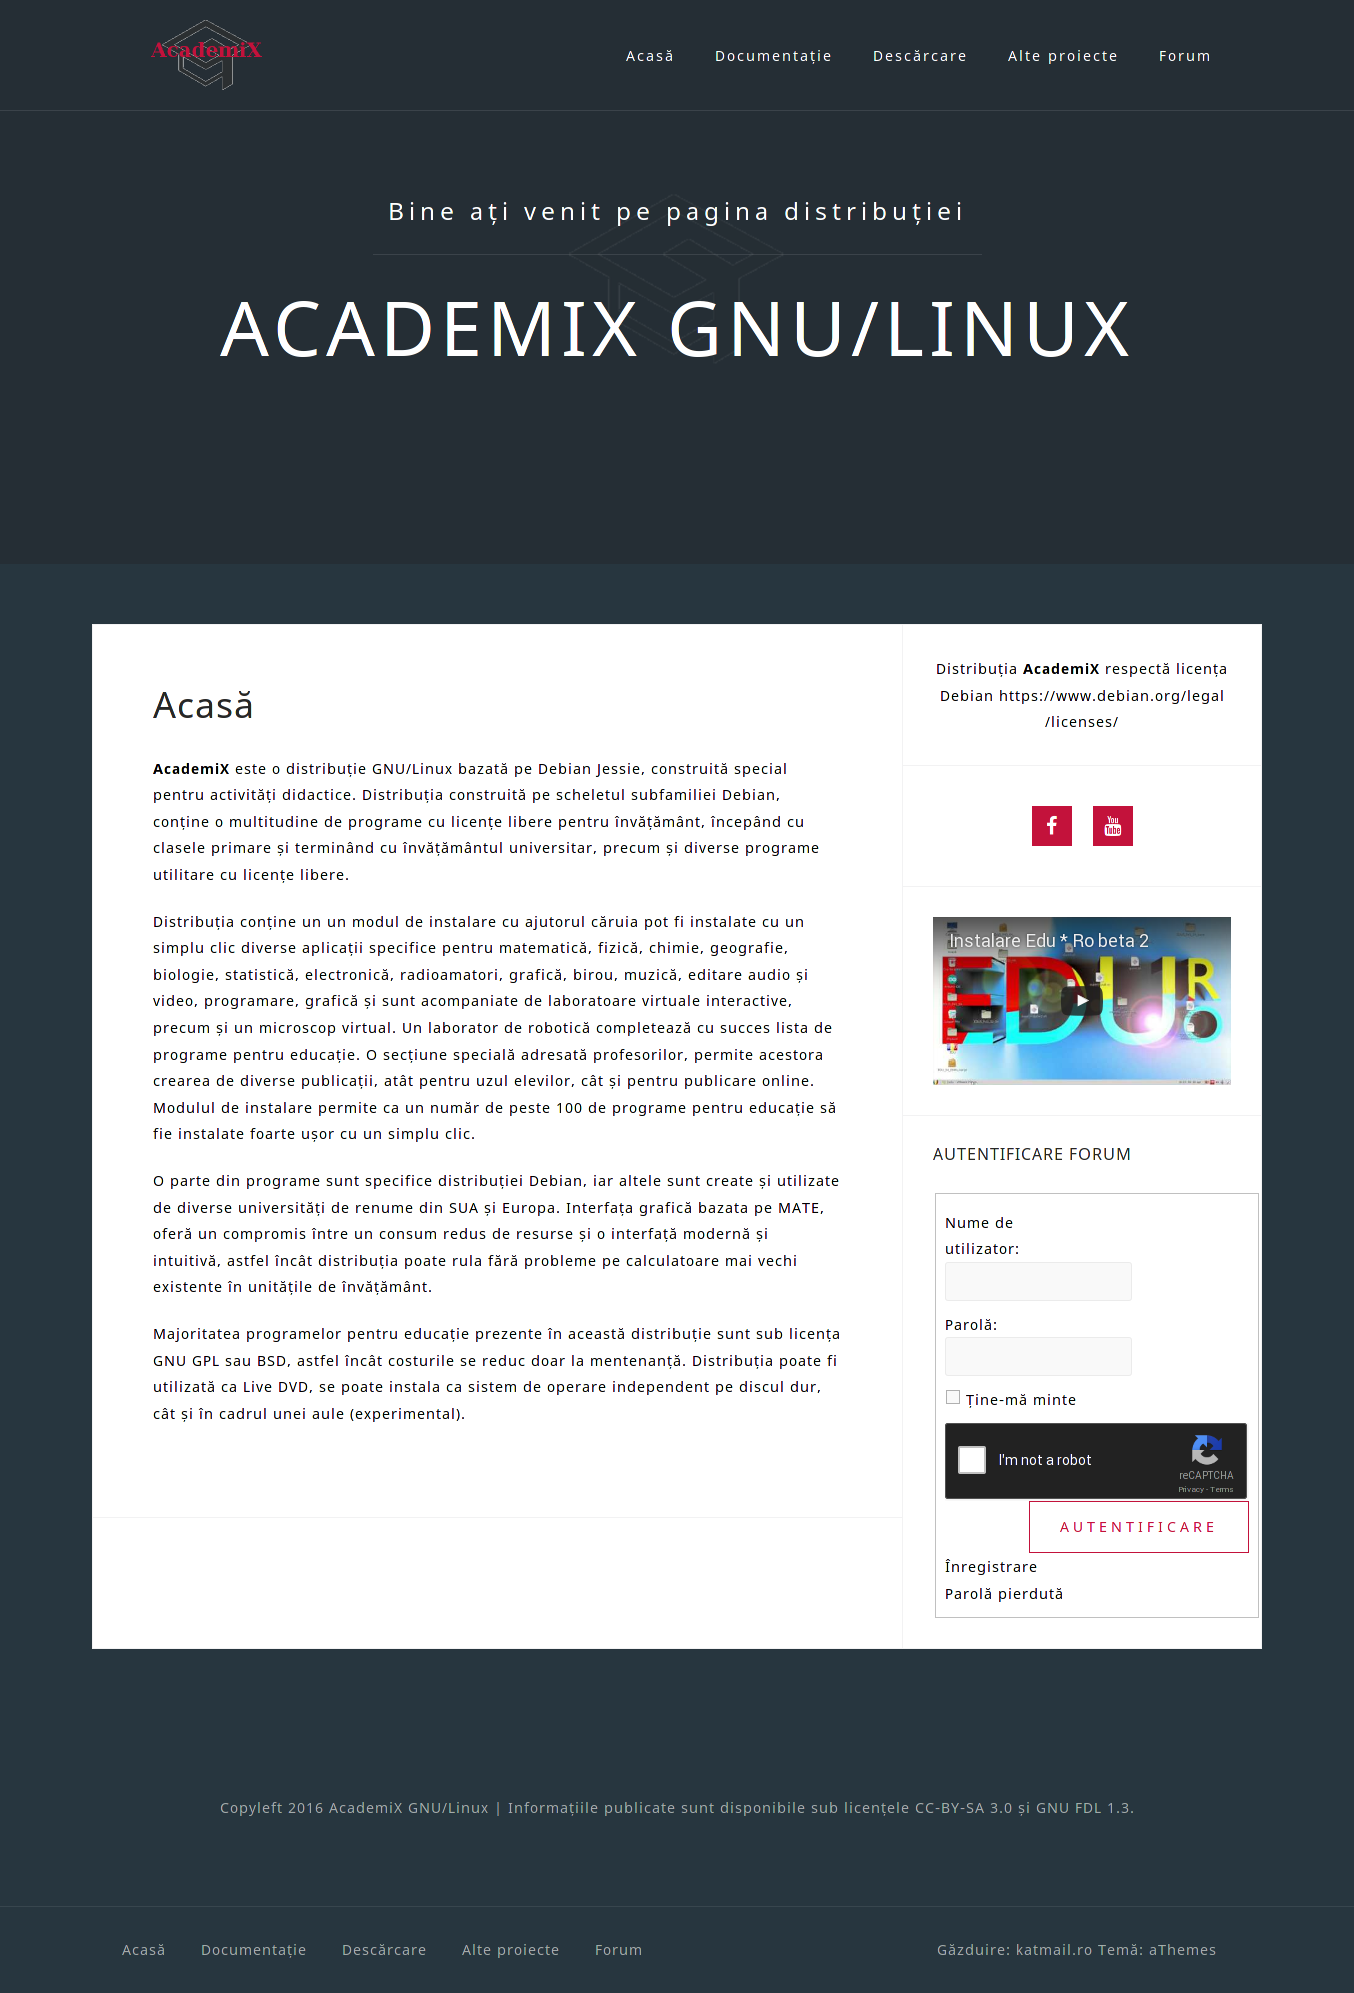 AcademiX
Acasă
Documentație
Descărcare
Alte proiecte
Forum
Bine ați venit pe pagina distribuției
ACADEMIX GNU/LINUX
Acasă
AcademiX este o distribuție GNU/Linux bazată pe Debian Jessie, construită special
pentru activități didactice. Distribuția construită pe scheletul subfamiliei Debian,
conține o multitudine de programe cu licențe libere pentru învățământ, începând cu
clasele primare și terminând cu învățământul universitar, precum și diverse programe
utilitare cu licențe libere.
Distribuția conține un un modul de instalare cu ajutorul căruia pot fi instalate cu un
simplu clic diverse aplicații specifice pentru matematică, fizică, chimie, geografie,
biologie, statistică, electronică, radioamatori, grafică, birou, muzică, editare audio și
video, programare, grafică și sunt acompaniate de laboratoare virtuale interactive,
precum și un microscop virtual. Un laborator de robotică completează cu succes lista de
programe pentru educație. O secțiune specială adresată profesorilor, permite acestora
crearea de diverse publicații, atât pentru uzul elevilor, cât și pentru publicare online.
Modulul de instalare permite ca un număr de peste 100 de programe pentru educație să
fie instalate foarte ușor cu un simplu clic.
O parte din programe sunt specifice distribuției Debian, iar altele sunt create și utilizate
de diverse universități de renume din SUA și Europa. Interfața grafică bazata pe MATE,
oferă un compromis între un consum redus de resurse și o interfață modernă și
intuitivă, astfel încât distribuția poate rula fără probleme pe calculatoare mai vechi
existente în unitățile de învățământ.
Majoritatea programelor pentru educație prezente în această distribuție sunt sub licența
GNU GPL sau BSD, astfel încât costurile se reduc doar la mentenanță. Distribuția poate fi
utilizată ca Live DVD, se poate instala ca sistem de operare independent pe discul dur,
cât și în cadrul unei aule (experimental).
Distribuția AcademiX respectă licența
Debian https://www.debian.org/legal
/licenses/
You
Tube
Instalare Edu * Ro beta 2
EDU
RO
AUTENTIFICARE FORUM
Nume de
utilizator:
Parolă:
Ține-mă minte
I'm not a robot
reCAPTCHA
Privacy - Terms
AUTENTIFICARE
Înregistrare
Parolă pierdută
Copyleft 2016 AcademiX GNU/Linux | Informațiile publicate sunt disponibile sub licențele CC-BY-SA 3.0 și GNU FDL 1.3.
Acasă
Documentație
Descărcare
Alte proiecte
Forum
Găzduire: katmail.ro Temă: aThemes